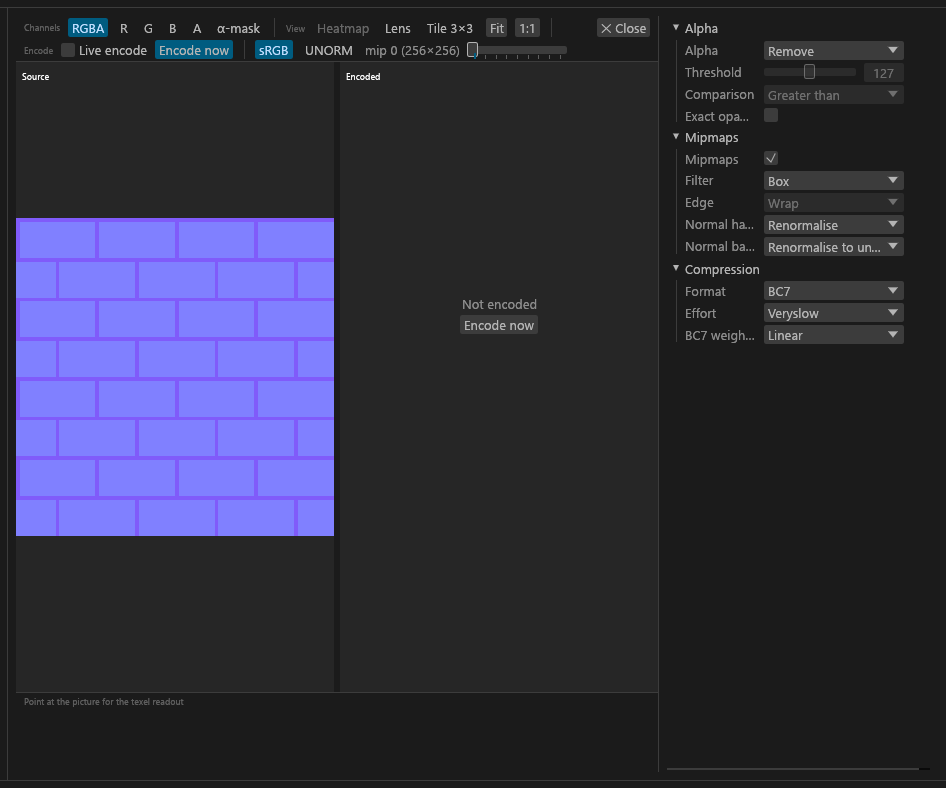 Channels RGBA R G B A α-mask View Heatmap Lens Tile 3×3 Fit 1:1 Close
Encode Live encode Encode now sRGB UNORM mip 0 (256×256)
Source
Encoded
Not encoded
Encode now
Point at the picture for the texel readout
Alpha
Alpha Remove
Threshold 127
Comparison Greater than
Exact opa...
Mipmaps
Mipmaps
Filter Box
Edge Wrap
Normal ha... Renormalise
Normal ba... Renormalise to un...
Compression
Format BC7
Effort Veryslow
BC7 weigh... Linear